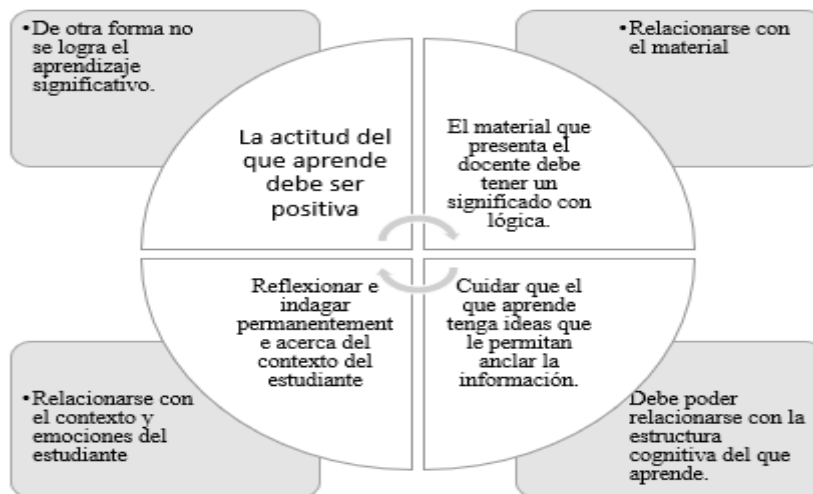 •De otra forma no
se logra el
aprendizaje
significativo.
•Relacionarse con
el material
La actitud del
que aprende
debe ser
positiva
El material que
presenta el
docente debe
tener un
significado con
lógica.
Reflexionar e
indagar
permanentement
e acerca del
contexto del
estudiante
Cuidar que el
que aprende
tenga ideas que
le permitan
anclar la
información.
•Relacionarse con
el contexto y
emociones del
estudiante
Debe poder
relacionarse con la
estructura
cognitiva del que
aprende.